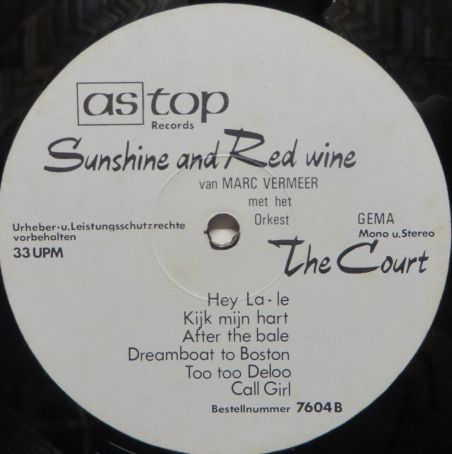 as top
Records
Sunshine and Red wine
van MARC VERMEER
met het
Orkest
Urheber-u.Leistungsschutzrechte
vorbehalten
33 UPM
GEMA
Mono u. Stereo
The Court
Hey La-le
Kijk mijn hart
After the bale
Dreamboat to Boston
Too too Deloo
Call Girl
Bestellnummer 7604 B